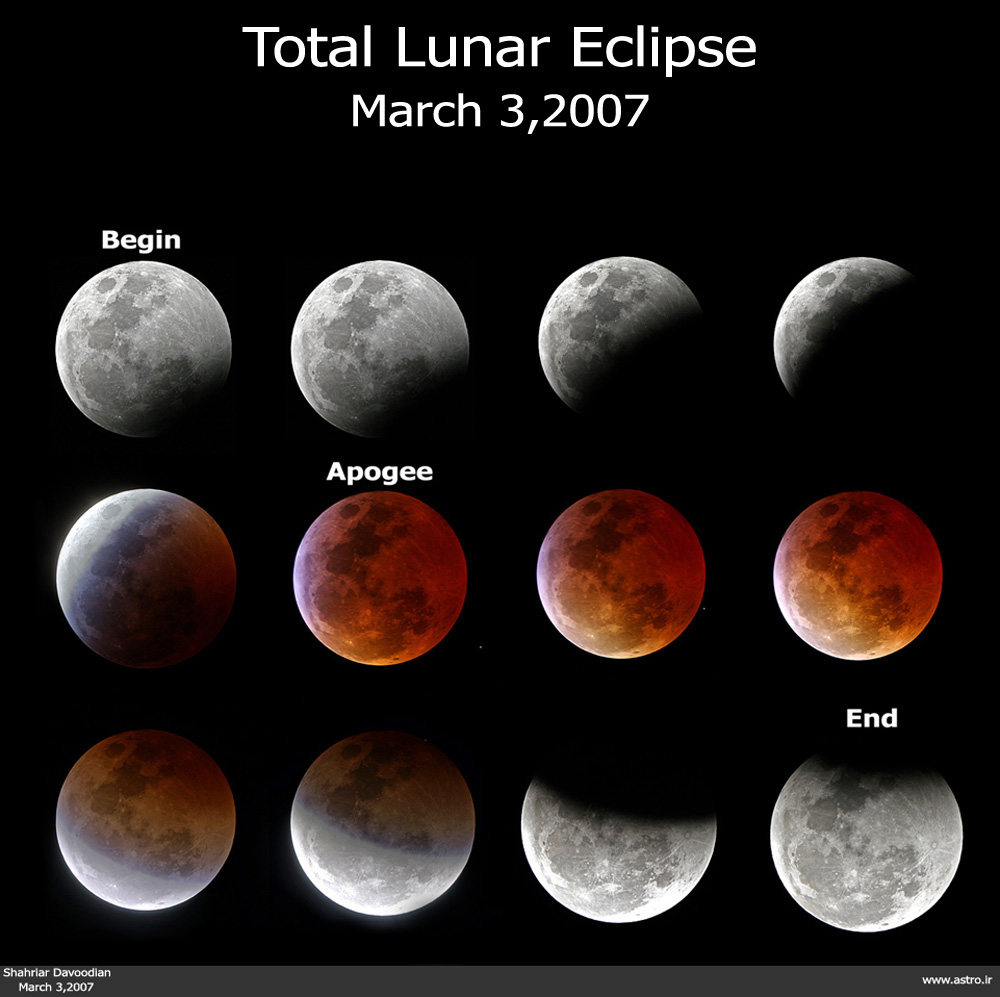 Total Lunar Eclipse
March 3,2007
Begin
Apogee
End
Shahriar Davoodian
March 3,2007
www.astro.ir